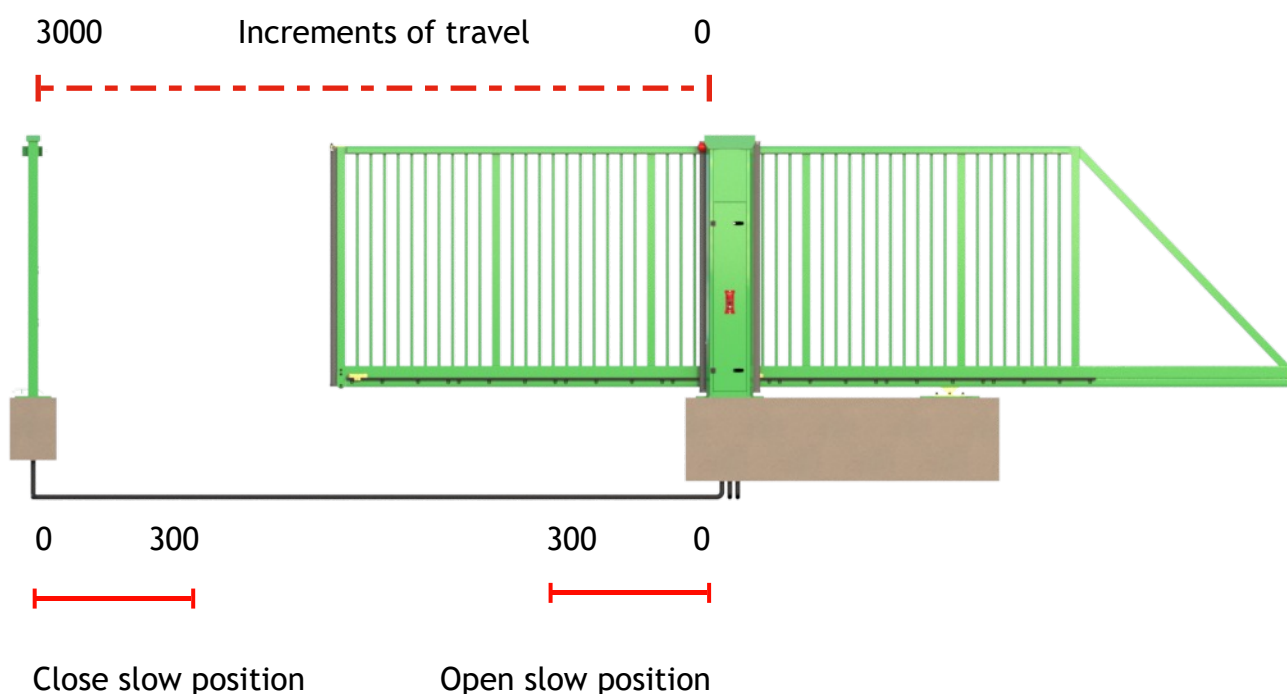 3000 Increments of travel 0
0 300 300 0
Close slow position Open slow position